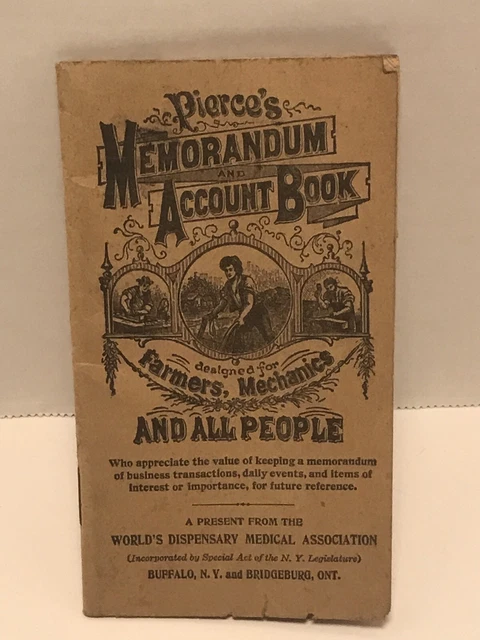 Pierce's
MEMORANDUM
AND
ACCOUNT BOOK
designed for
Farmers, Mechanics
AND ALL PEOPLE
Who appreciate the value of keeping a memorandum
of business transactions, daily events, and items of
interest or importance, for future reference.
A PRESENT FROM THE
WORLD'S DISPENSARY MEDICAL ASSOCIATION
(Incorporated by Special Act of the N. Y. Legislature)
BUFFALO, N. Y. and BRIDGEBURG, ONT.